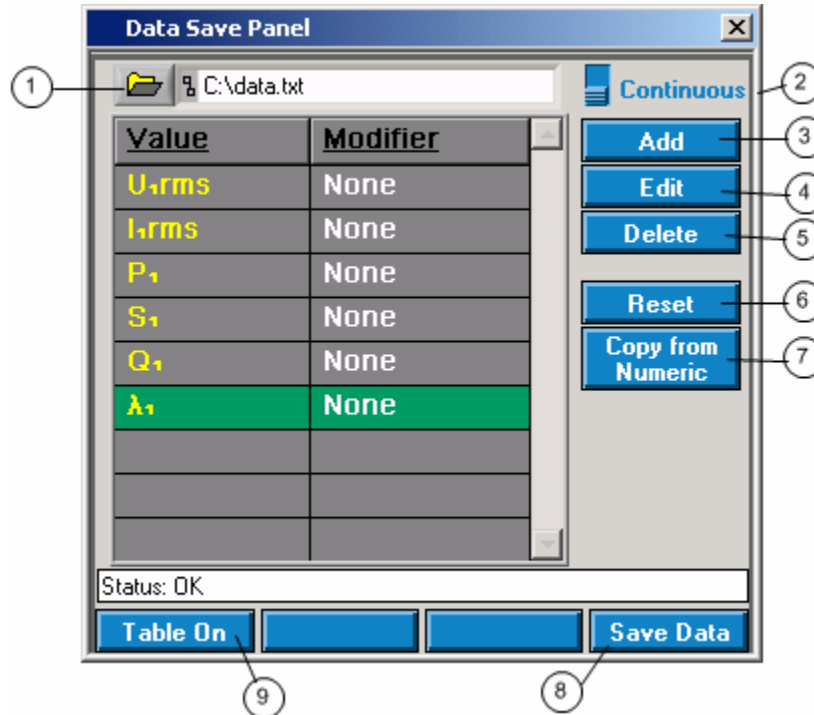 Data Save Panel
1
C:\data.txt
Continuous
2
Value Modifier
Add
3
U₁rms None
Edit
4
I₁rms None
Delete
5
P₁ None
S₁ None
Reset
6
Q₁ None
Copy from
Numeric
7
λ₁ None
Status: OK
Table On
Save Data
9
8